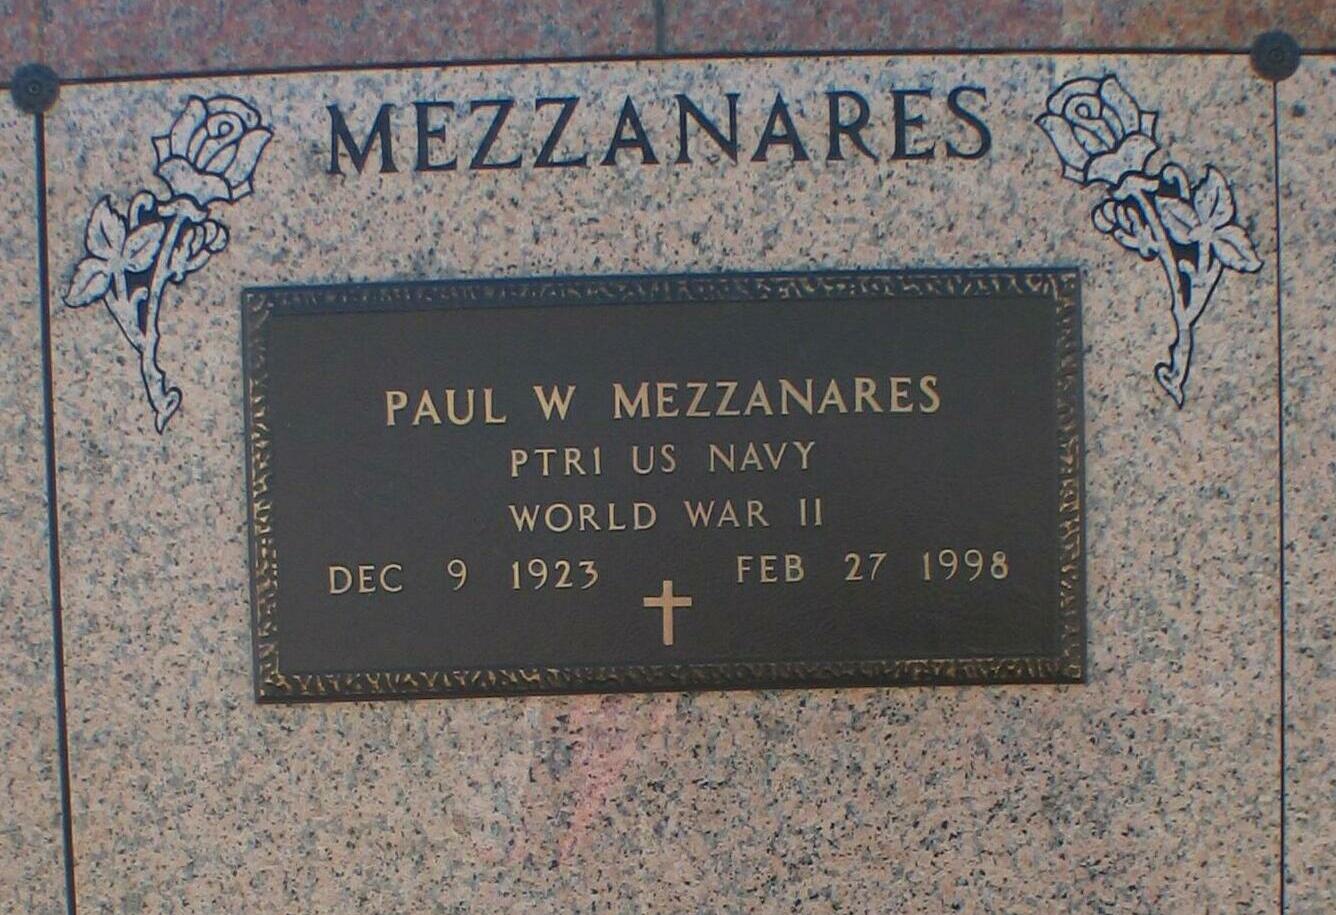 MEZZANARES
PAUL W MEZZANARES
PTR1 US NAVY
WORLD WAR II
DEC 9 1923 FEB 27 1998